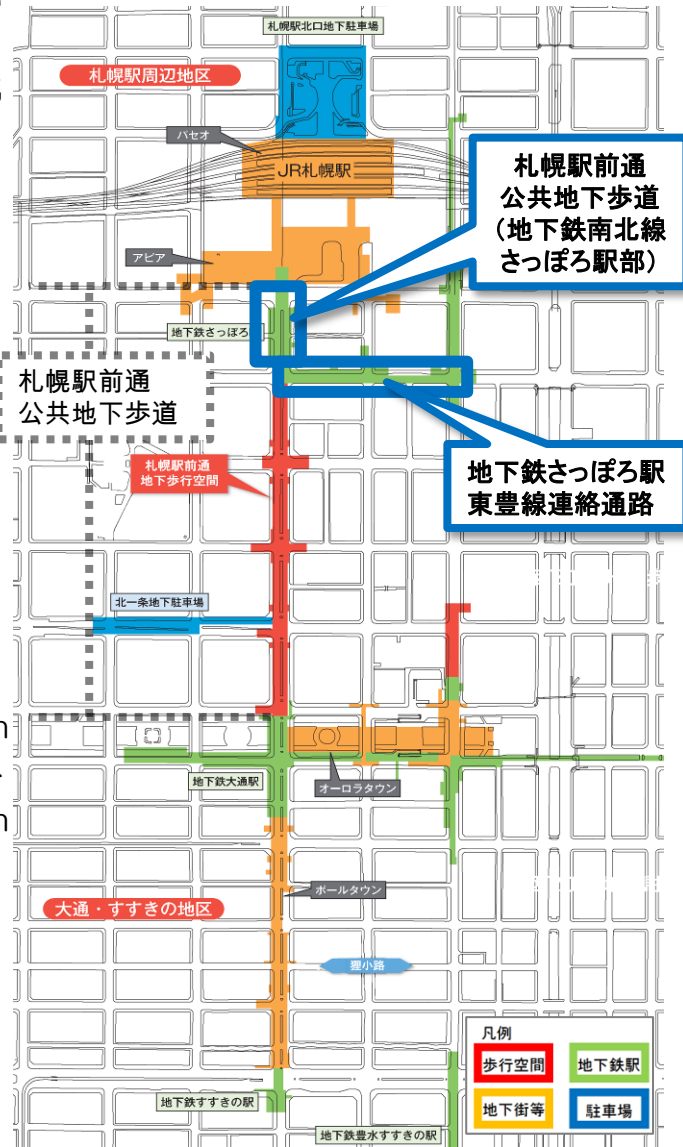 札幌駅北口地下駐車場
札幌駅周辺地区
パセオ
JR札幌駅
札幌駅前通
公共地下歩道
(地下鉄南北線
さっぽろ駅部)
アピア
地下鉄さっぽろ
札幌駅前通
公共地下歩道
地下鉄さっぽろ駅
東豊線連絡通路
札幌駅前通
地下歩行空間
北一条地下駐車場
地下鉄大通駅
オーロラタウン
ポールタウン
大通・すすきの地区
狸小路
凡例
歩行空間
地下鉄駅
地下街等
駐車場
地下鉄すすきの駅
地下鉄豊水すすきの駅